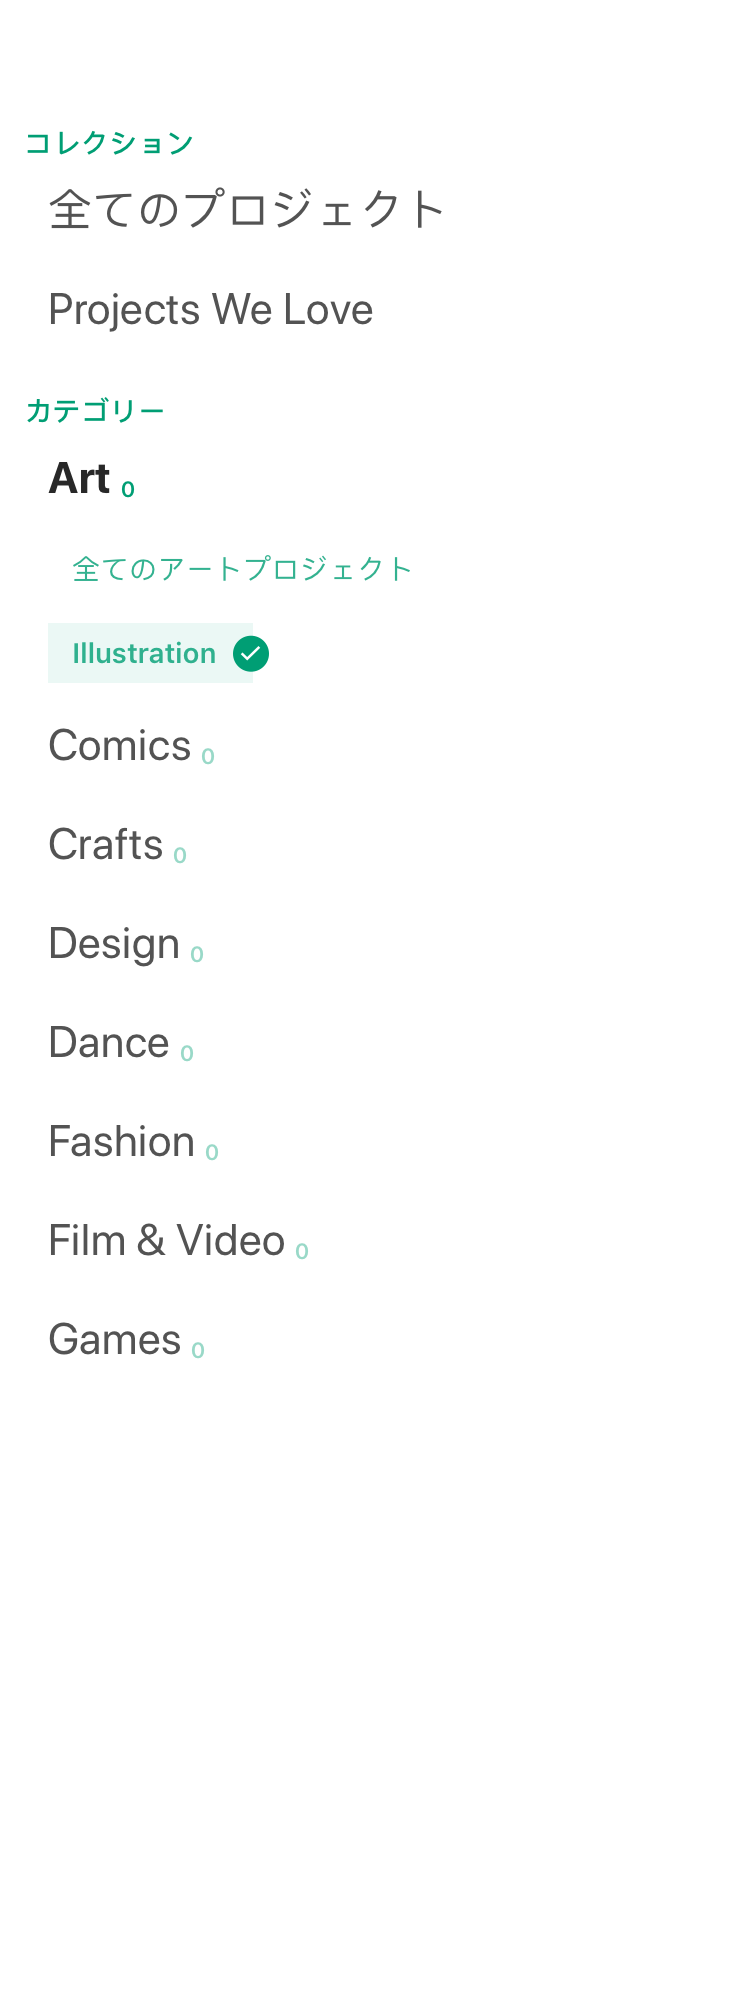 コレクション
全てのプロジェクト
Projects We Love
カテゴリー
Art 0
全てのアートプロジェクト
Illustration
Comics 0
Crafts 0
Design 0
Dance 0
Fashion 0
Film & Video 0
Games 0